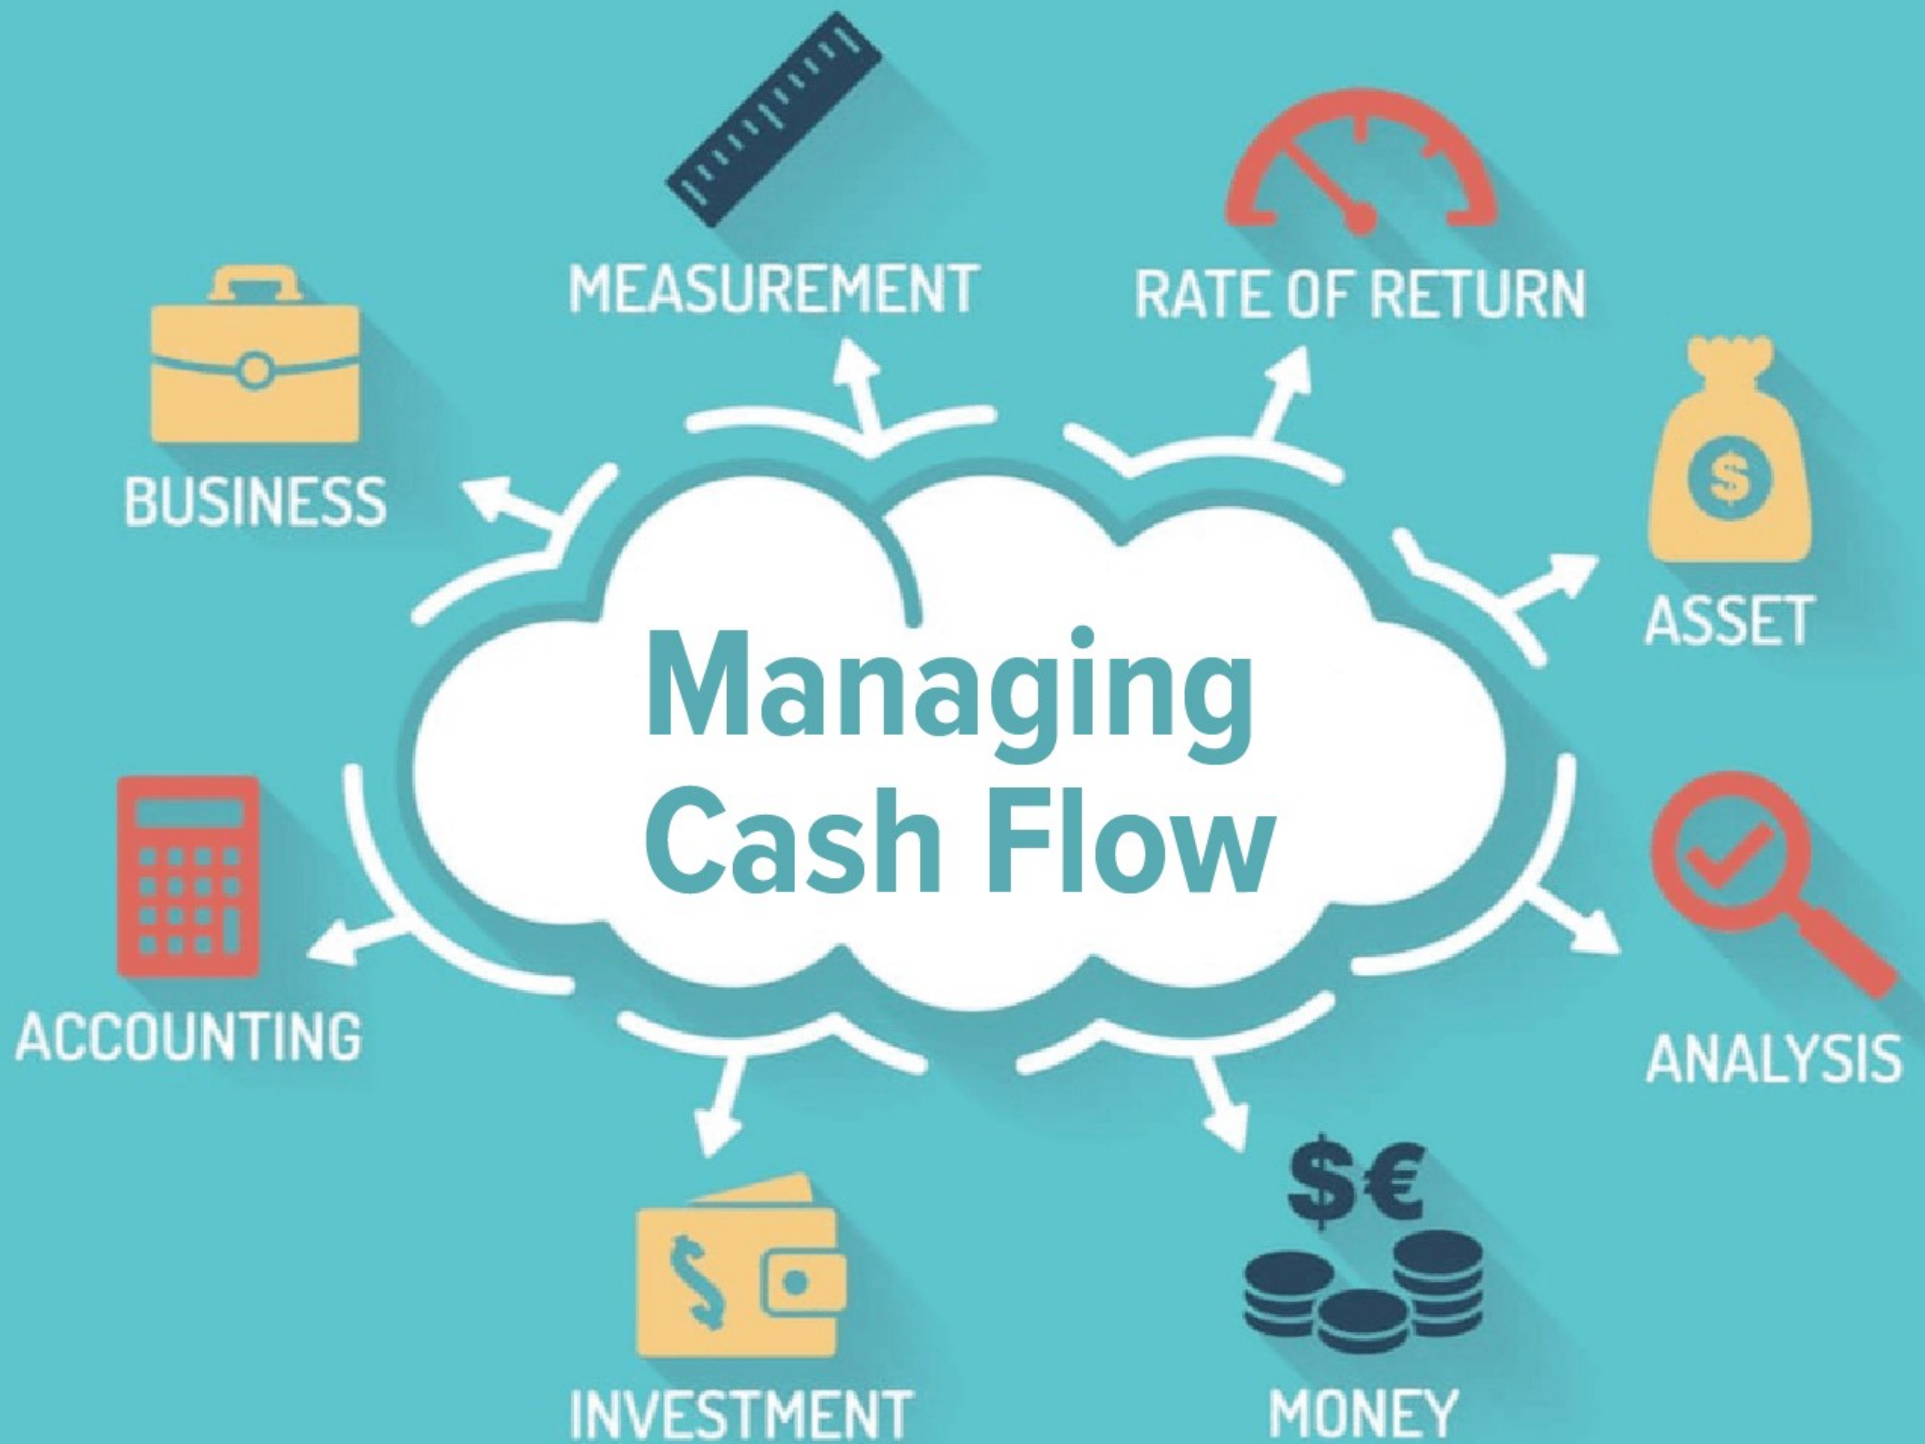 MEASUREMENT
RATE OF RETURN
BUSINESS
$
ASSET
Managing
Cash Flow
ACCOUNTING
ANALYSIS
$€
$
INVESTMENT
MONEY